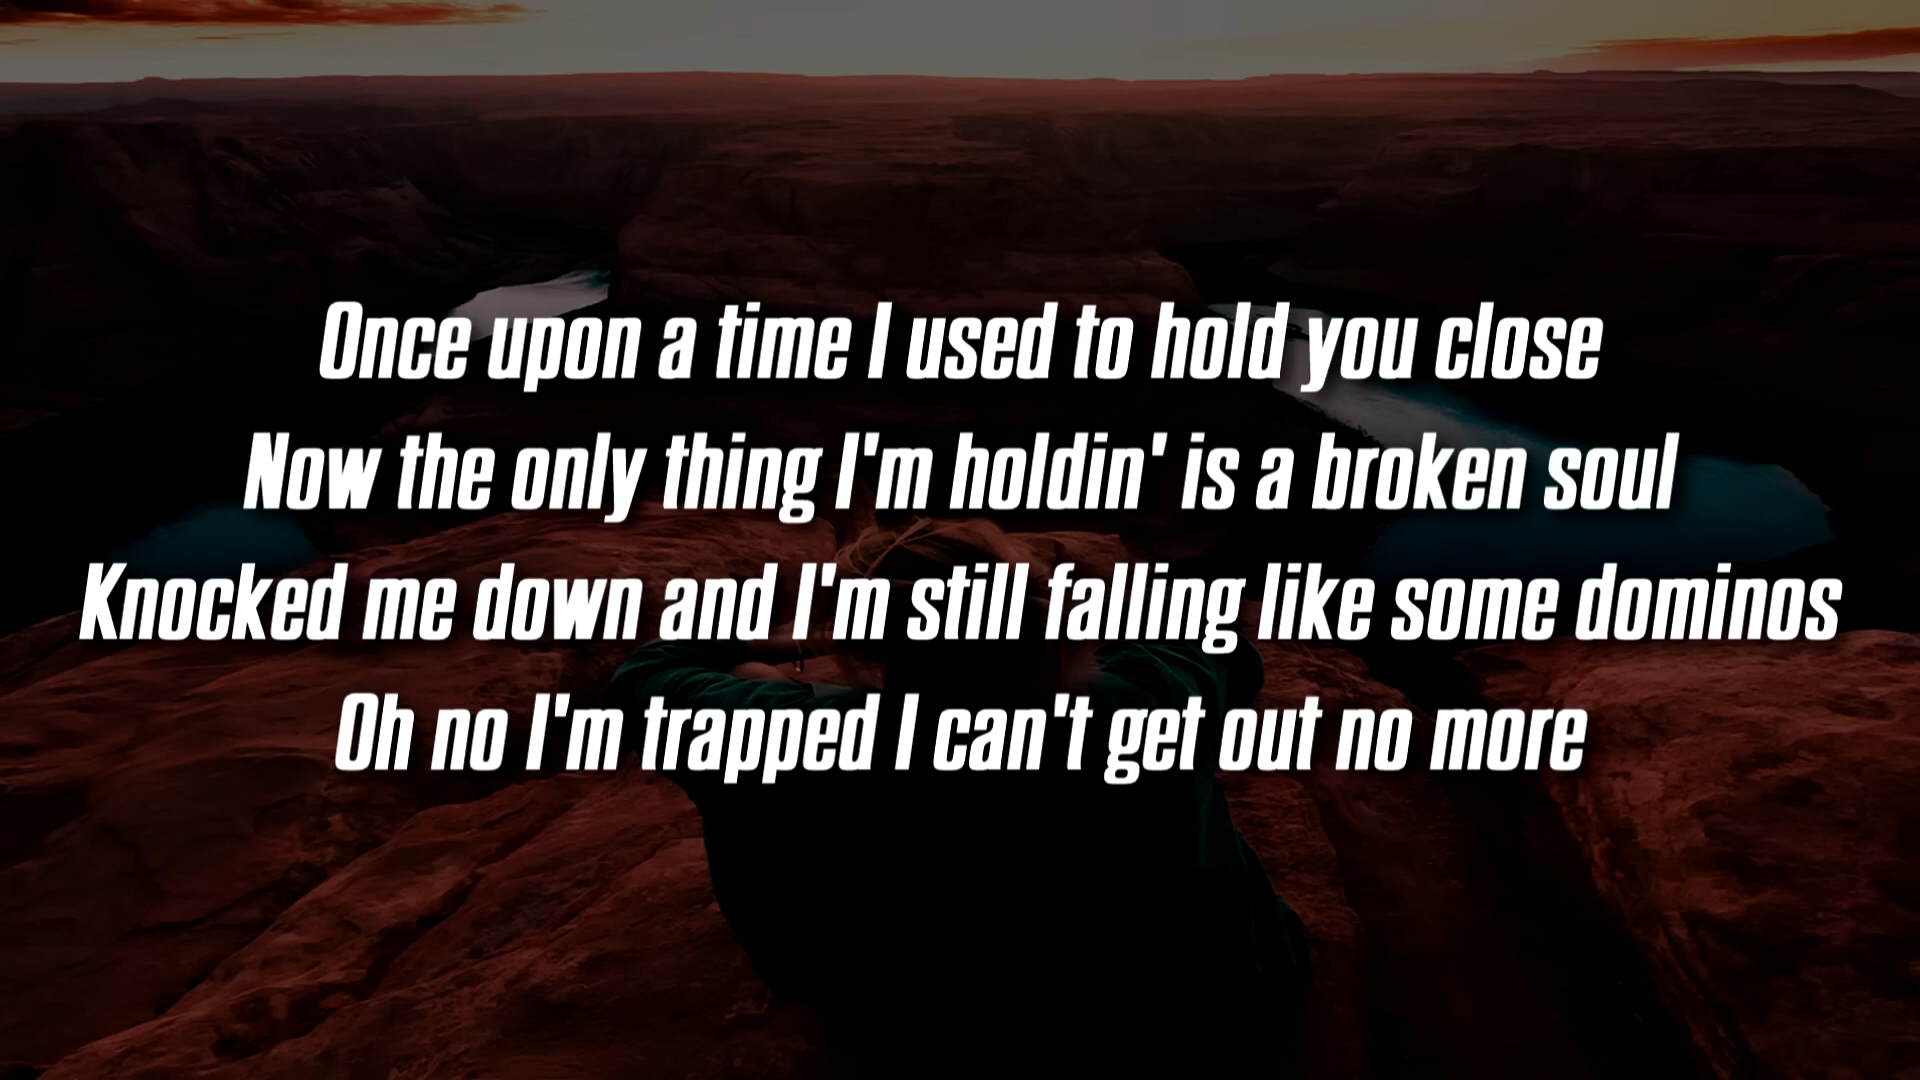 Once upon a time I used to hold you close
Now the only thing I'm holdin' is a broken soul
Knocked me down and I'm still falling like some dominos
Oh no I'm trapped I can't get out no more